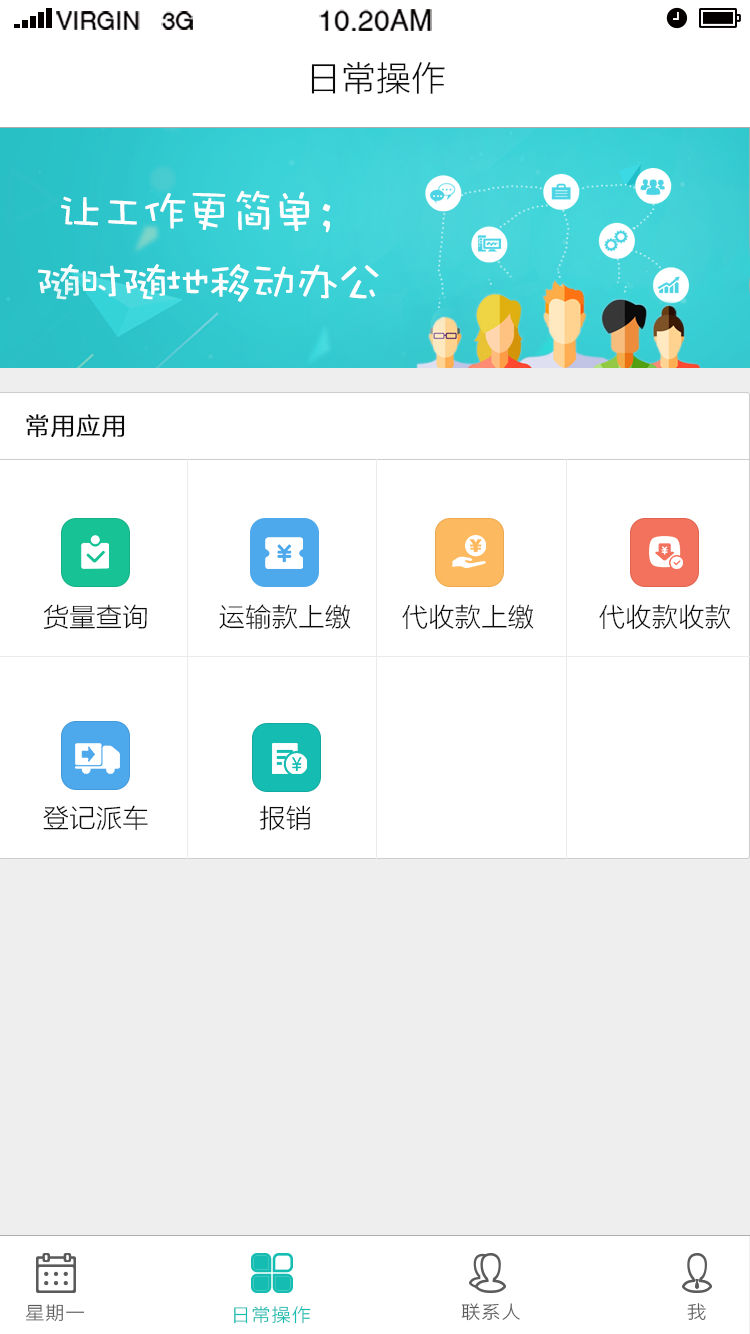 VIRGIN 3G 10.20AM
日常操作
让工作更简单；
随时随地移动办公
常用应用
货量查询 运输款上缴 代收款上缴 代收款收款
登记派车 报销
星期一 日常操作 联系人 我